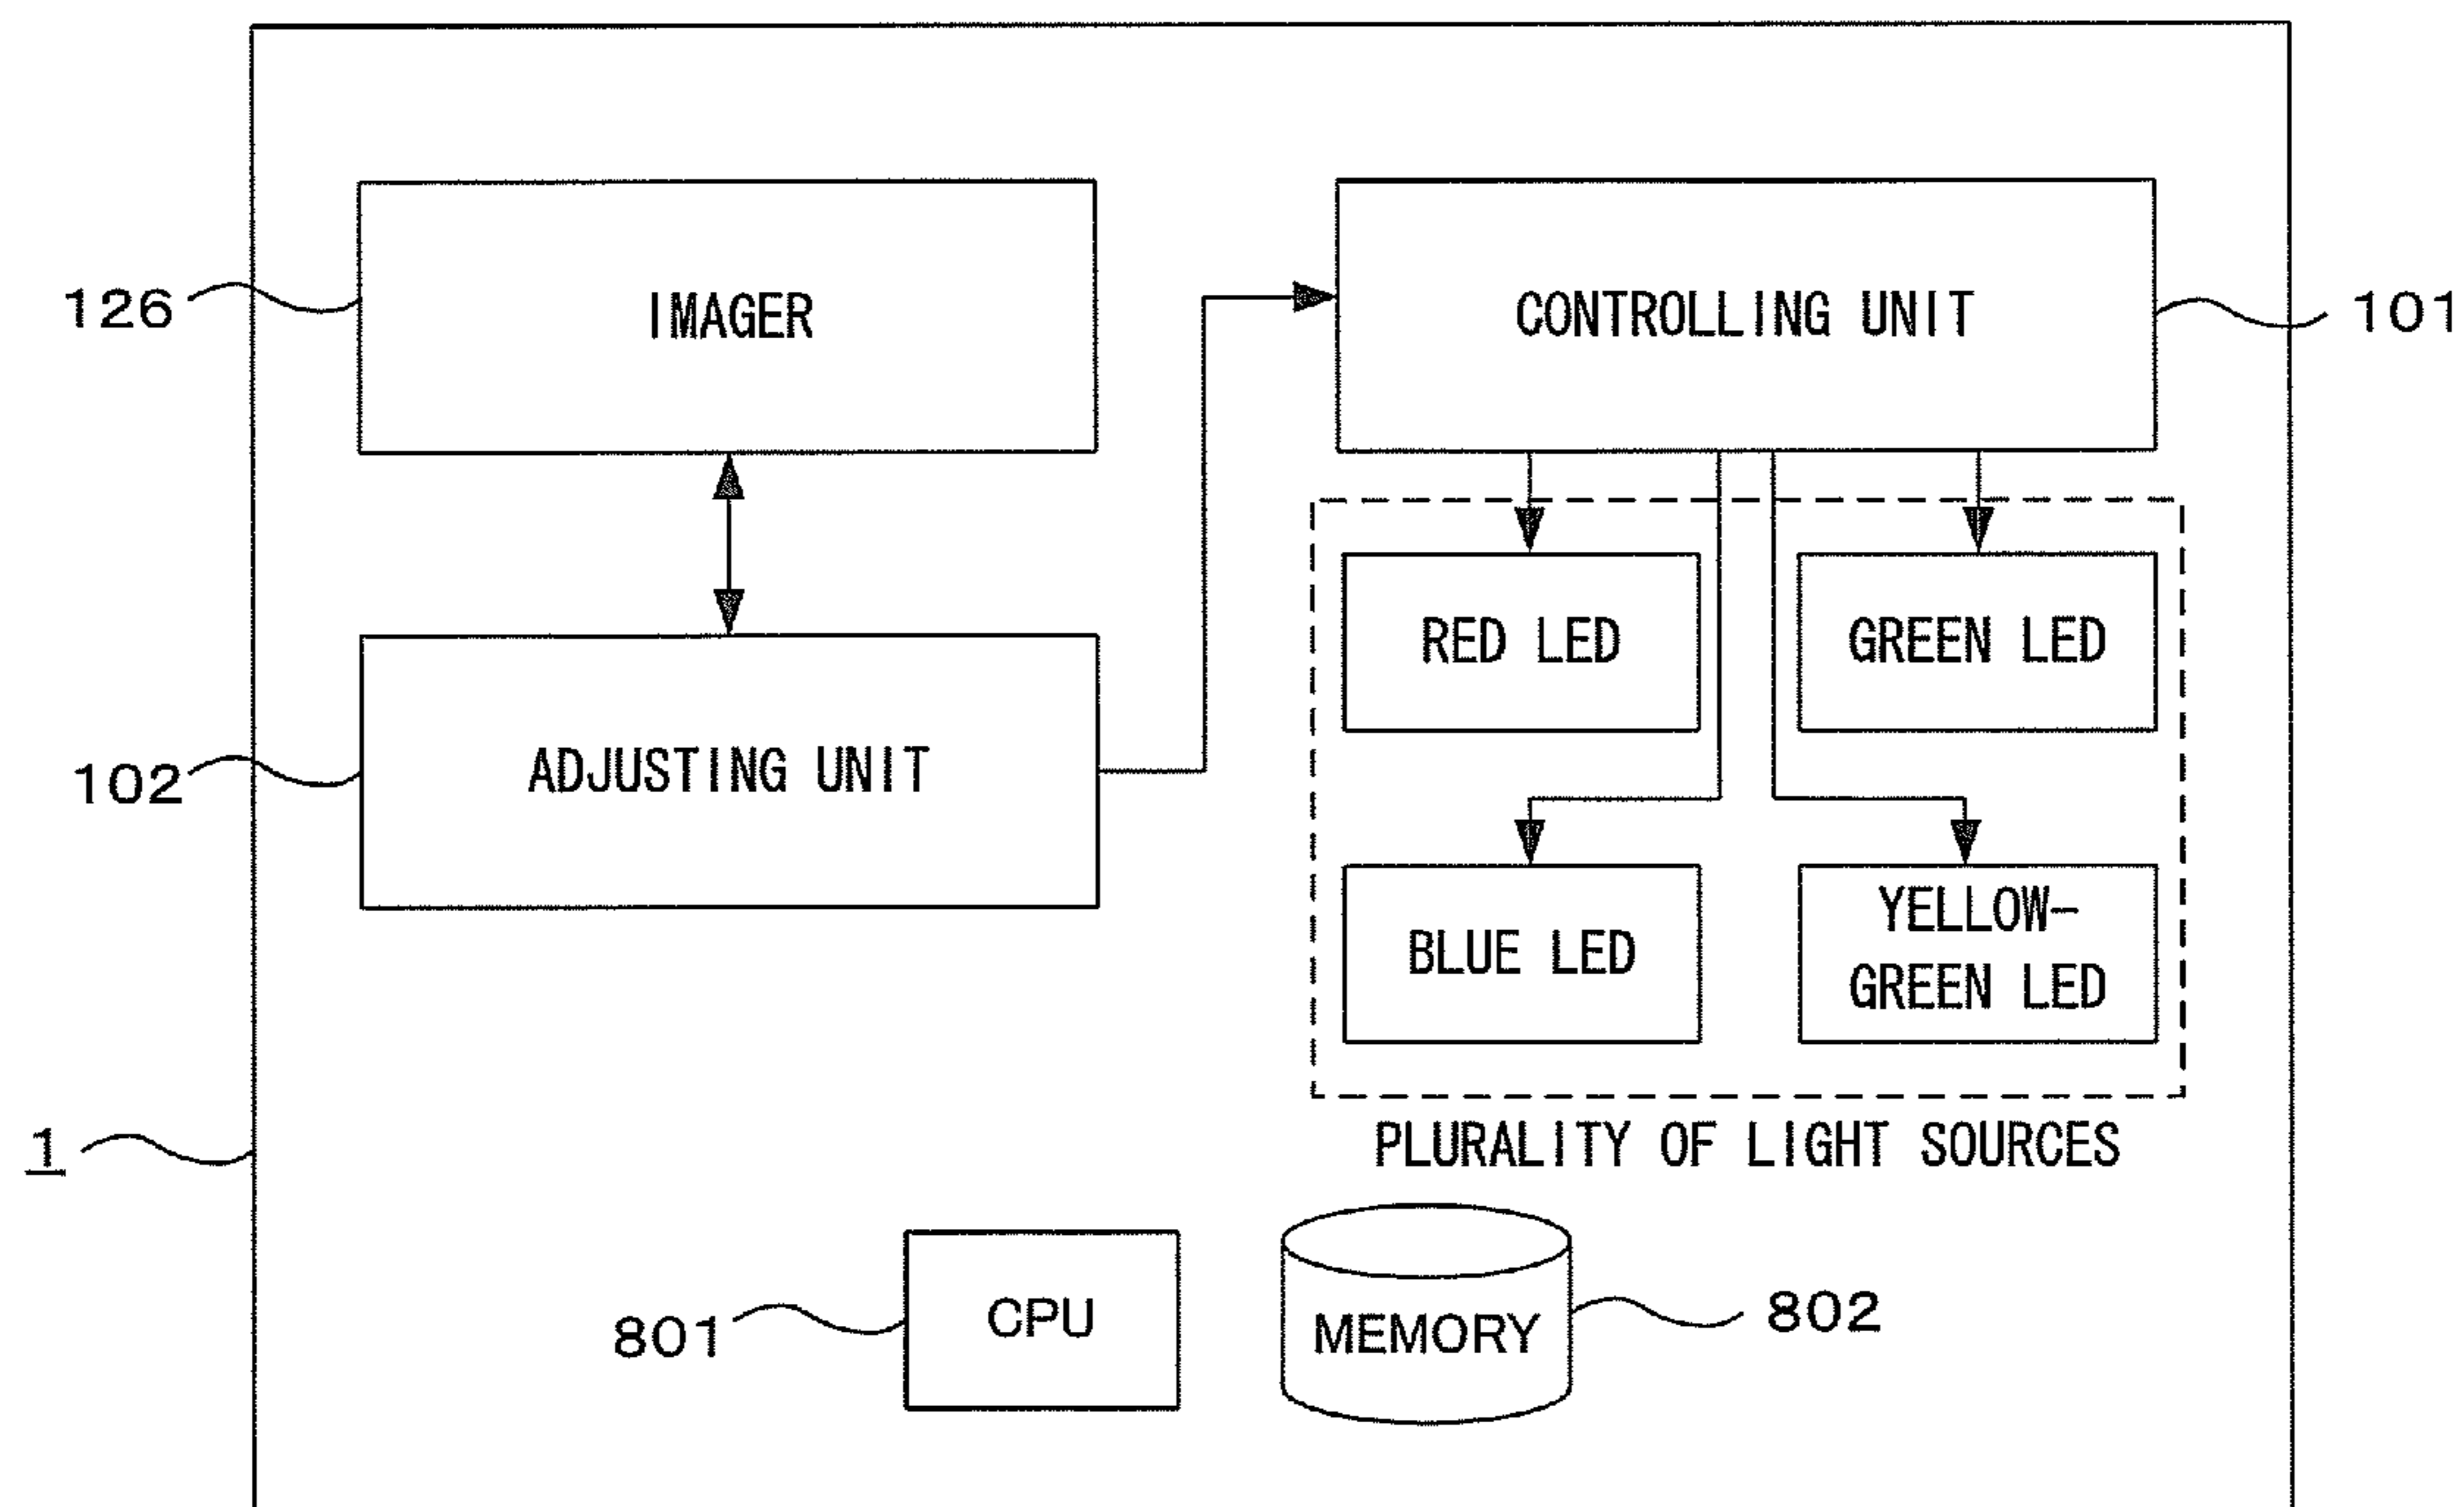 126
IMAGER
CONTROLLING UNIT
101
102
ADJUSTING UNIT
RED LED
GREEN LED
BLUE LED
YELLOW-
GREEN LED
PLURALITY OF LIGHT SOURCES
1
801
CPU
MEMORY
802